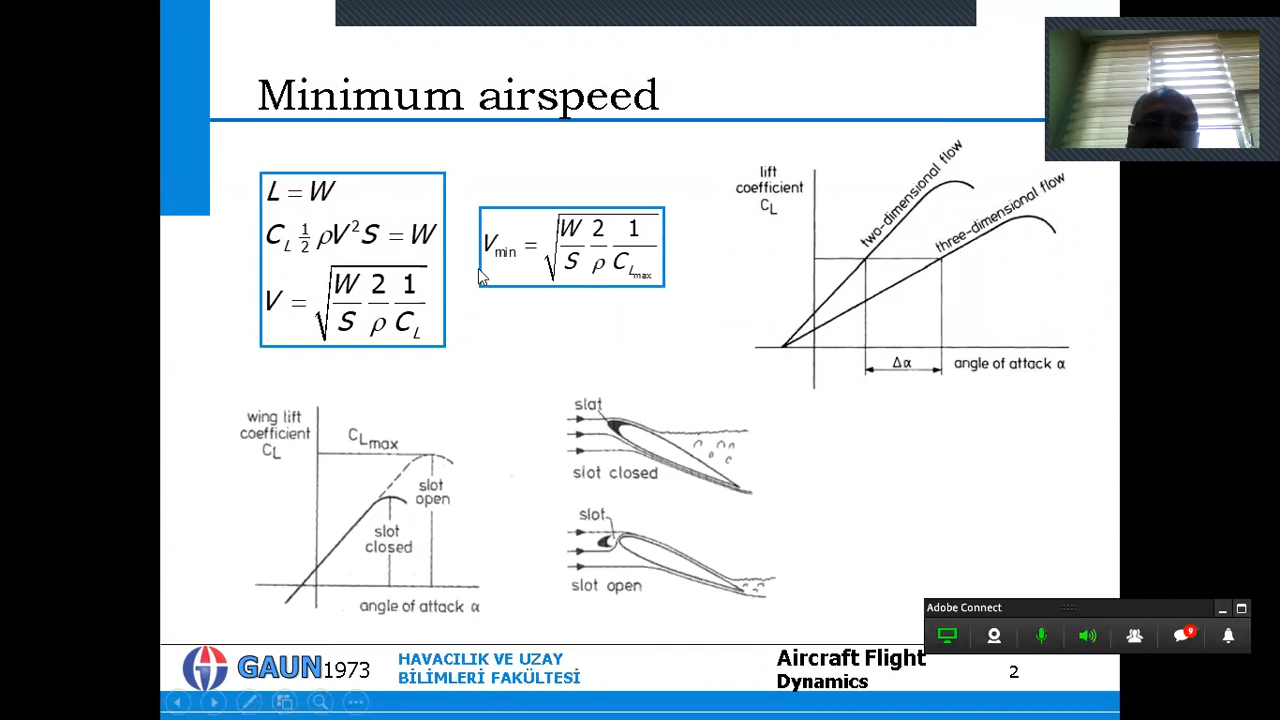 Minimum airspeed
L = W
C_L ½ ρV²S = W
V = √(W/S 2/ρ 1/C_L)
V_min = √(W/S 2/ρ 1/C_Lmax)
lift
coefficient
C_L
two-dimensional flow
three-dimensional flow
Δα
angle of attack α
wing lift
coefficient
C_L
C_Lmax
slot
open
slot
closed
angle of attack α
slat
slot closed
slot
slot open
Adobe Connect
9
GAUN 1973
HAVACILIK VE UZAY
BİLİMLERİ FAKÜLTESİ
Aircraft Flight
Dynamics
2